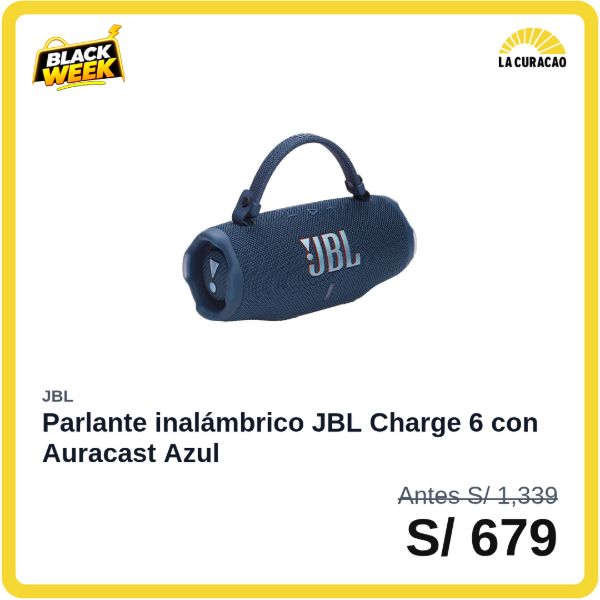 BLACK
WEEK
LA CURACAO
JBL
JBL
Parlante inalámbrico JBL Charge 6 con
Auracast Azul
Antes S/ 1,339
S/ 679